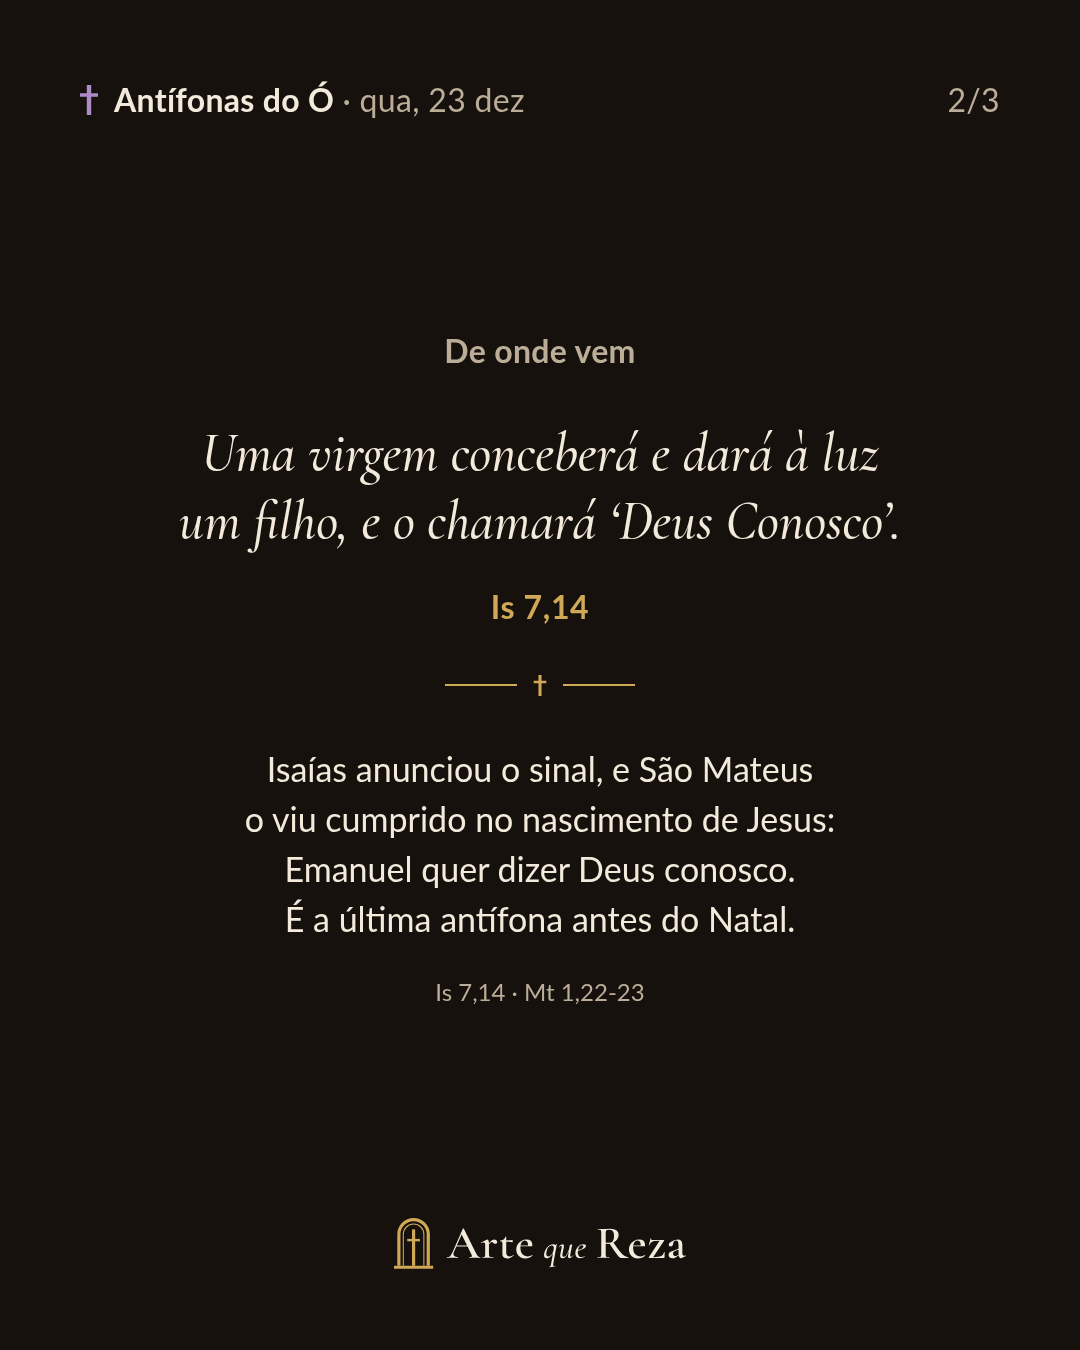 † Antífonas do Ó · qua, 23 dez
2/3
De onde vem
Uma virgem conceberá e dará à luz
um filho, e o chamará ‘Deus Conosco’.
Is 7,14
†
Isaías anunciou o sinal, e São Mateus
o viu cumprido no nascimento de Jesus:
Emanuel quer dizer Deus conosco.
É a última antífona antes do Natal.
Is 7,14 · Mt 1,22-23
Arte que Reza